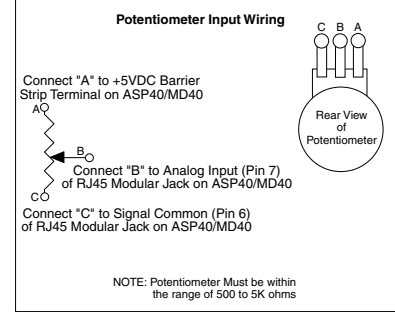 Potentiometer Input Wiring
C B A
Connect "A" to +5VDC Barrier
Strip Terminal on ASP40/MD40
A
Rear View
of
Potentiometer
B
Connect "B" to Analog Input (Pin 7)
of RJ45 Modular Jack on ASP40/MD40
C
Connect "C" to Signal Common (Pin 6)
of RJ45 Modular Jack on ASP40/MD40
NOTE: Potentiometer Must be within
the range of 500 to 5K ohms